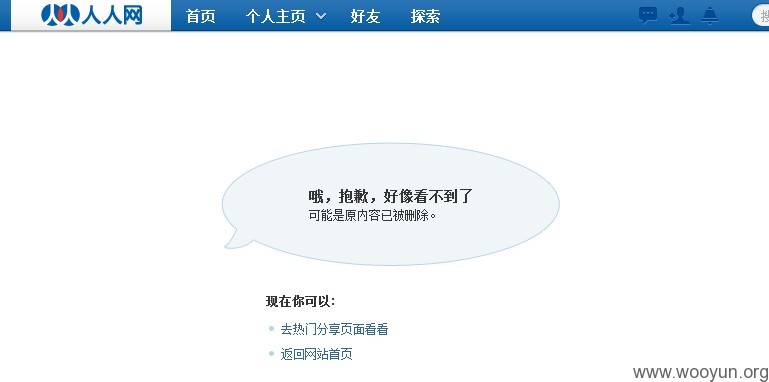 人人网 首页 个人主页 好友 探索 搜
哦，抱歉，好像看不到了
可能是原内容已被删除。
现在你可以：
去热门分享页面看看
返回网站首页
www.wooyun.org